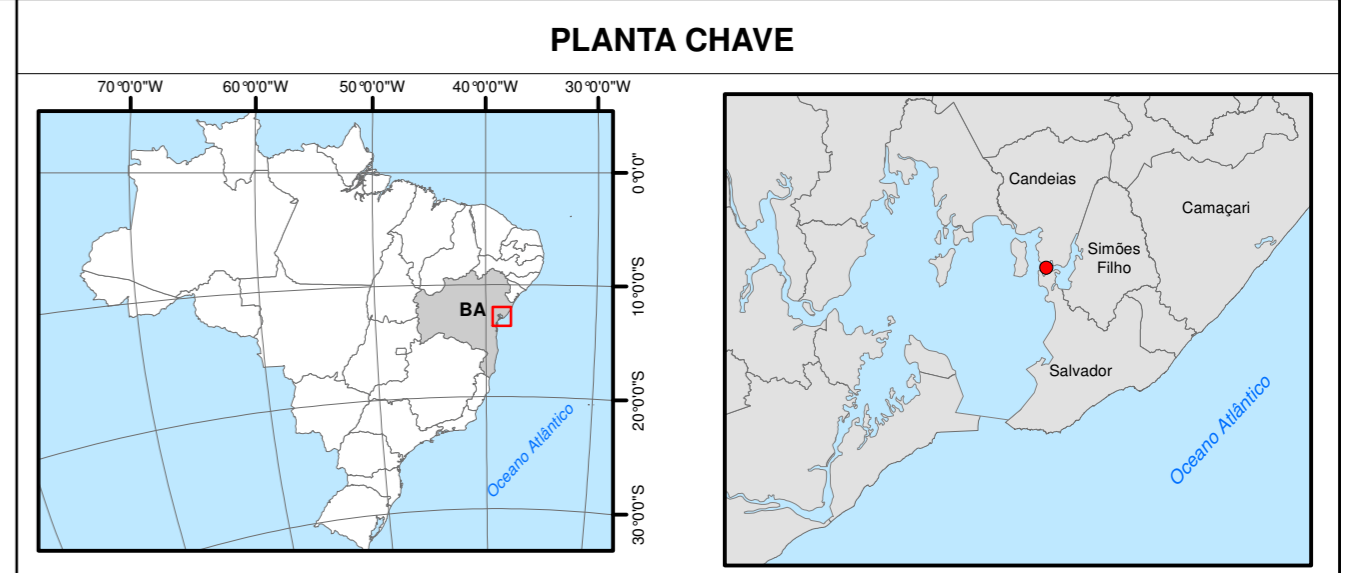 PLANTA CHAVE
70°0'0"W 60°0'0"W 50°0'0"W 40°0'0"W 30°0'0"W
0°0'0"
10°0'0"S
20°0'0"S
30°0'0"S
BA
Oceano Atlântico
Candeias
Camaçari
Simões
Filho
Salvador
Oceano Atlântico